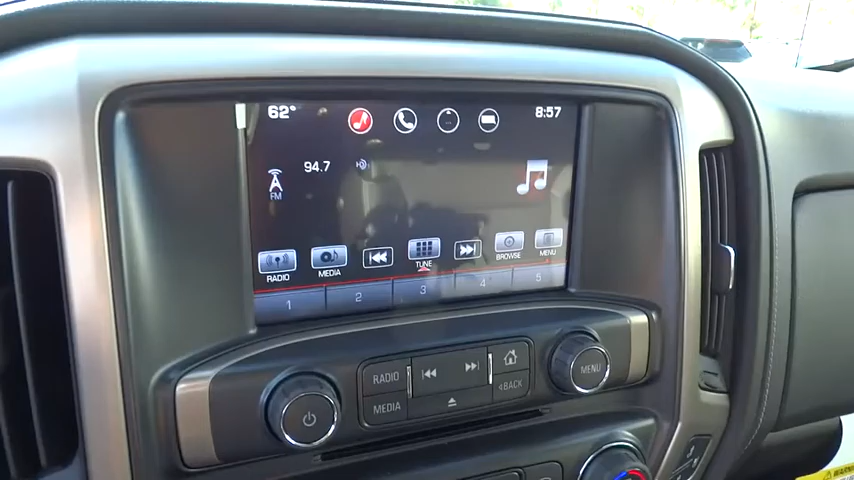 62° 8:57
94.7
FM
RADIO MEDIA TUNE BROWSE MENU
1 2 3 4 5
RADIO
MEDIA
<BACK
MENU
WARNING